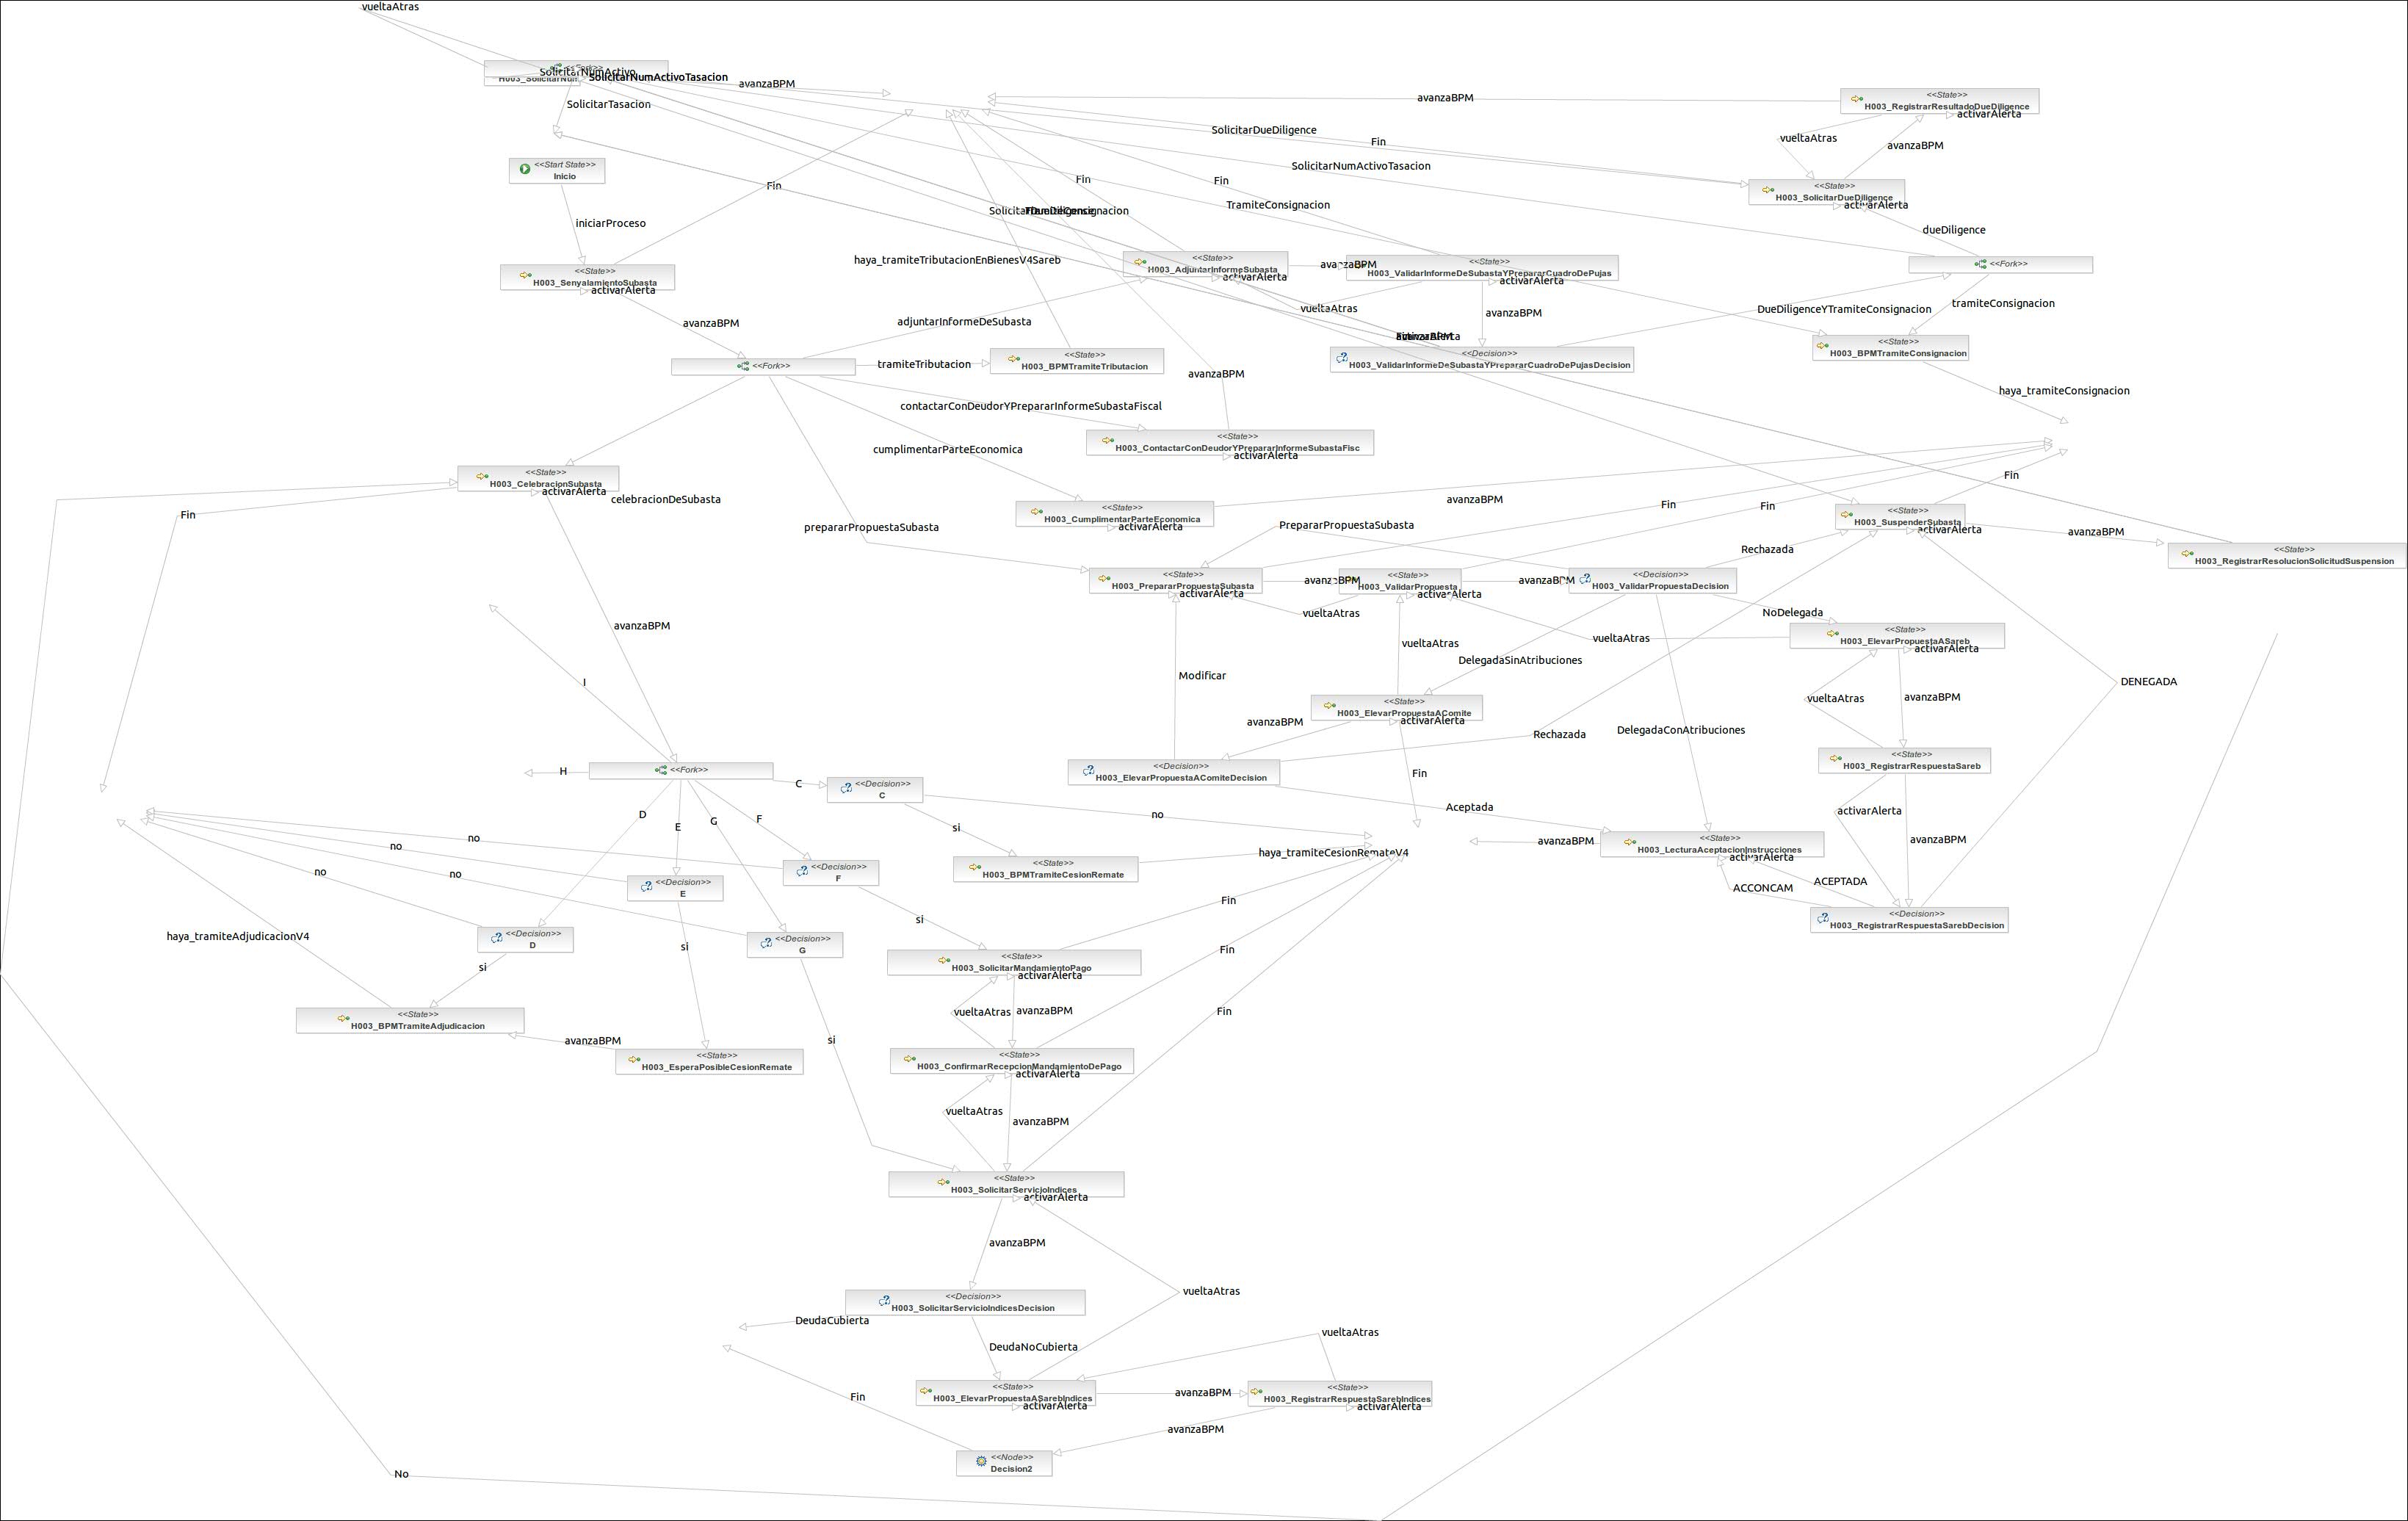 vueltaAtras
<<Fork>>
SolicitarNumActivo
SolicitarNumActivoTasacion
avanzaBPM
SolicitarTasacion
avanzaBPM
<<State>>
H003_RegistrarResultadoDueDiligence
activarAlerta
SolicitarDueDiligence
Fin
vueltaAtras
avanzaBPM
<<Start State>>
Inicio
SolicitarNumActivoTasacion
Fin
Fin
Fin
<<State>>
H003_SolicitarDueDiligence
activarAlerta
TramiteConsignacion
iniciarProceso
dueDiligence
haya_tramiteTributacionEnBienesV4Sareb
<<State>>
H003_AdjuntarInformeSubasta
activarAlerta
avanzaBPM
<<State>>
H003_ValidarInformeDeSubastaYPrepararCuadroDePujas
activarAlerta
<<Fork>>
<<State>>
H003_SenyalamientoSubasta
activarAlerta
vueltaAtras
avanzaBPM
DueDiligenceYTramiteConsignacion
tramiteConsignacion
avanzaBPM
adjuntarInformeDeSubasta
<<State>>
H003_BPMTramiteConsignacion
<<Fork>>
tramiteTributacion
<<State>>
H003_BPMTramiteTributacion
<<Decision>>
H003_ValidarInformeDeSubastaYPrepararCuadroDePujasDecision
avanzaBPM
haya_tramiteConsignacion
contactarConDeudorYPrepararInformeSubastaFiscal
<<State>>
H003_ContactarConDeudorYPrepararInformeSubastaFisc
activarAlerta
cumplimentarParteEconomica
<<State>>
H003_CelebracionSubasta
activarAlerta
celebracionDeSubasta
Fin
avanzaBPM
Fin
Fin
Fin
<<State>>
H003_CumplimentarParteEconomica
activarAlerta
prepararPropuestaSubasta
PrepararPropuestaSubasta
<<State>>
H003_SuspenderSubasta
activarAlerta
avanzaBPM
<<State>>
H003_RegistrarResolucionSolicitudSuspension
Rechazada
<<State>>
H003_PrepararPropuestaSubasta
activarAlerta
avanzaBPM
<<State>>
H003_ValidarPropuesta
activarAlerta
avanzaBPM
<<Decision>>
H003_ValidarPropuestaDecision
vueltaAtras
NoDelegada
avanzaBPM
vueltaAtras
vueltaAtras
<<State>>
H003_ElevarPropuestaASareb
activarAlerta
DelegadaSinAtribuciones
Modificar
I
DENEGADA
vueltaAtras
avanzaBPM
<<State>>
H003_ElevarPropuestaAComite
activarAlerta
avanzaBPM
Rechazada
DelegadaConAtribuciones
<<State>>
H003_RegistrarRespuestaSareb
H
<<Fork>>
C
<<Decision>>
C
<<Decision>>
H003_ElevarPropuestaAComiteDecision
Fin
Aceptada
activarAlerta
D
E
G
F
no
si
avanzaBPM
<<State>>
H003_LecturaAceptacionInstrucciones
activarAlerta
avanzaBPM
no
no
no
no
haya_tramiteCesionRemateV4
<<State>>
H003_BPMTramiteCesionRemate
<<Decision>>
F
<<Decision>>
E
ACCONCAM
ACEPTADA
<<Decision>>
H003_RegistrarRespuestaSarebDecision
Fin
si
haya_tramiteAdjudicacionV4
<<Decision>>
D
<<Decision>>
G
si
si
Fin
<<State>>
H003_SolicitarMandamientoPago
activarAlerta
vueltaAtras
avanzaBPM
Fin
<<State>>
H003_BPMTramiteAdjudicacion
avanzaBPM
<<State>>
H003_EsperaPosibleCesionRemate
si
<<State>>
H003_ConfirmarRecepcionMandamientoDePago
activarAlerta
vueltaAtras
avanzaBPM
<<State>>
H003_SolicitarServicioIndices
activarAlerta
avanzaBPM
vueltaAtras
<<Decision>>
H003_SolicitarServicioIndicesDecision
DeudaCubierta
vueltaAtras
DeudaNoCubierta
<<State>>
H003_ElevarPropuestaASarebIndices
activarAlerta
avanzaBPM
<<State>>
H003_RegistrarRespuestaSarebIndices
activarAlerta
Fin
avanzaBPM
<<Node>>
Decision2
No